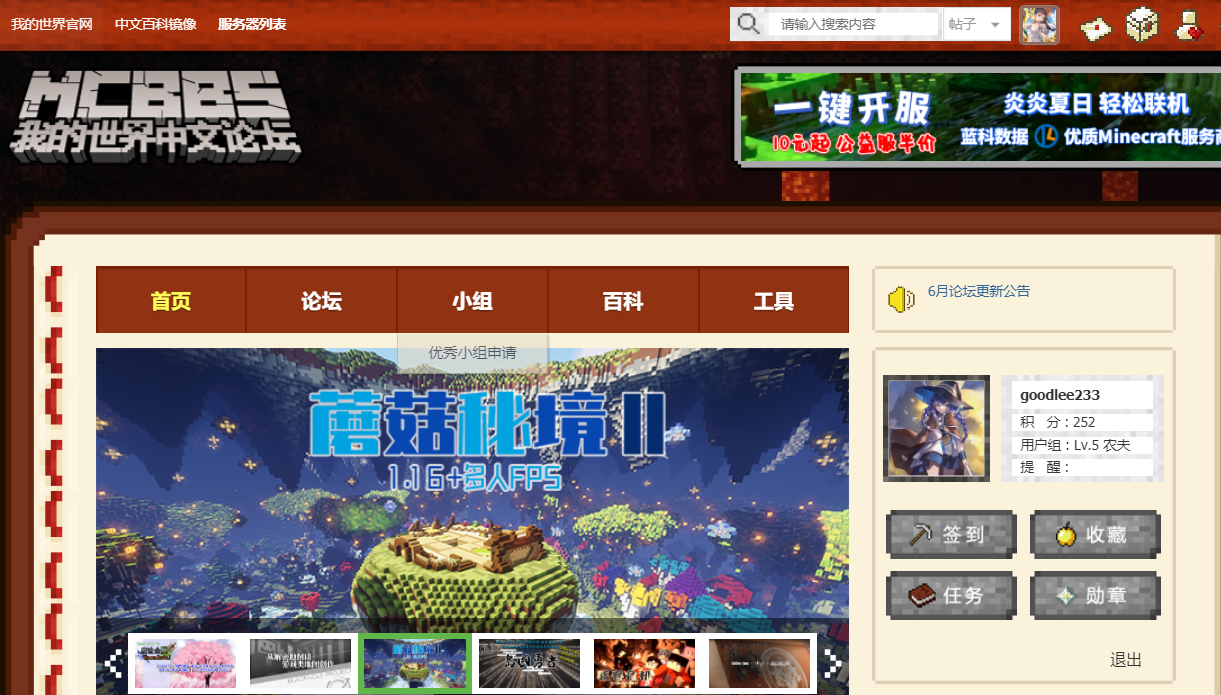 我的世界官网 中文百科镜像 服务器列表
请输入搜索内容 帖子
MCBBS
我的世界中文论坛
一键开服
10元起 公益服半价
炎炎夏日 轻松联机
蓝科数据 优质Minecraft服务商
首页 论坛 小组 百科 工具
优秀小组申请
6月论坛更新公告
蘑菇秘境II
1.16+多人FPS
goodlee233
积 分 : 252
用户组 : Lv.5 农夫
提 醒 :
签到 收藏
任务 勋章
退出